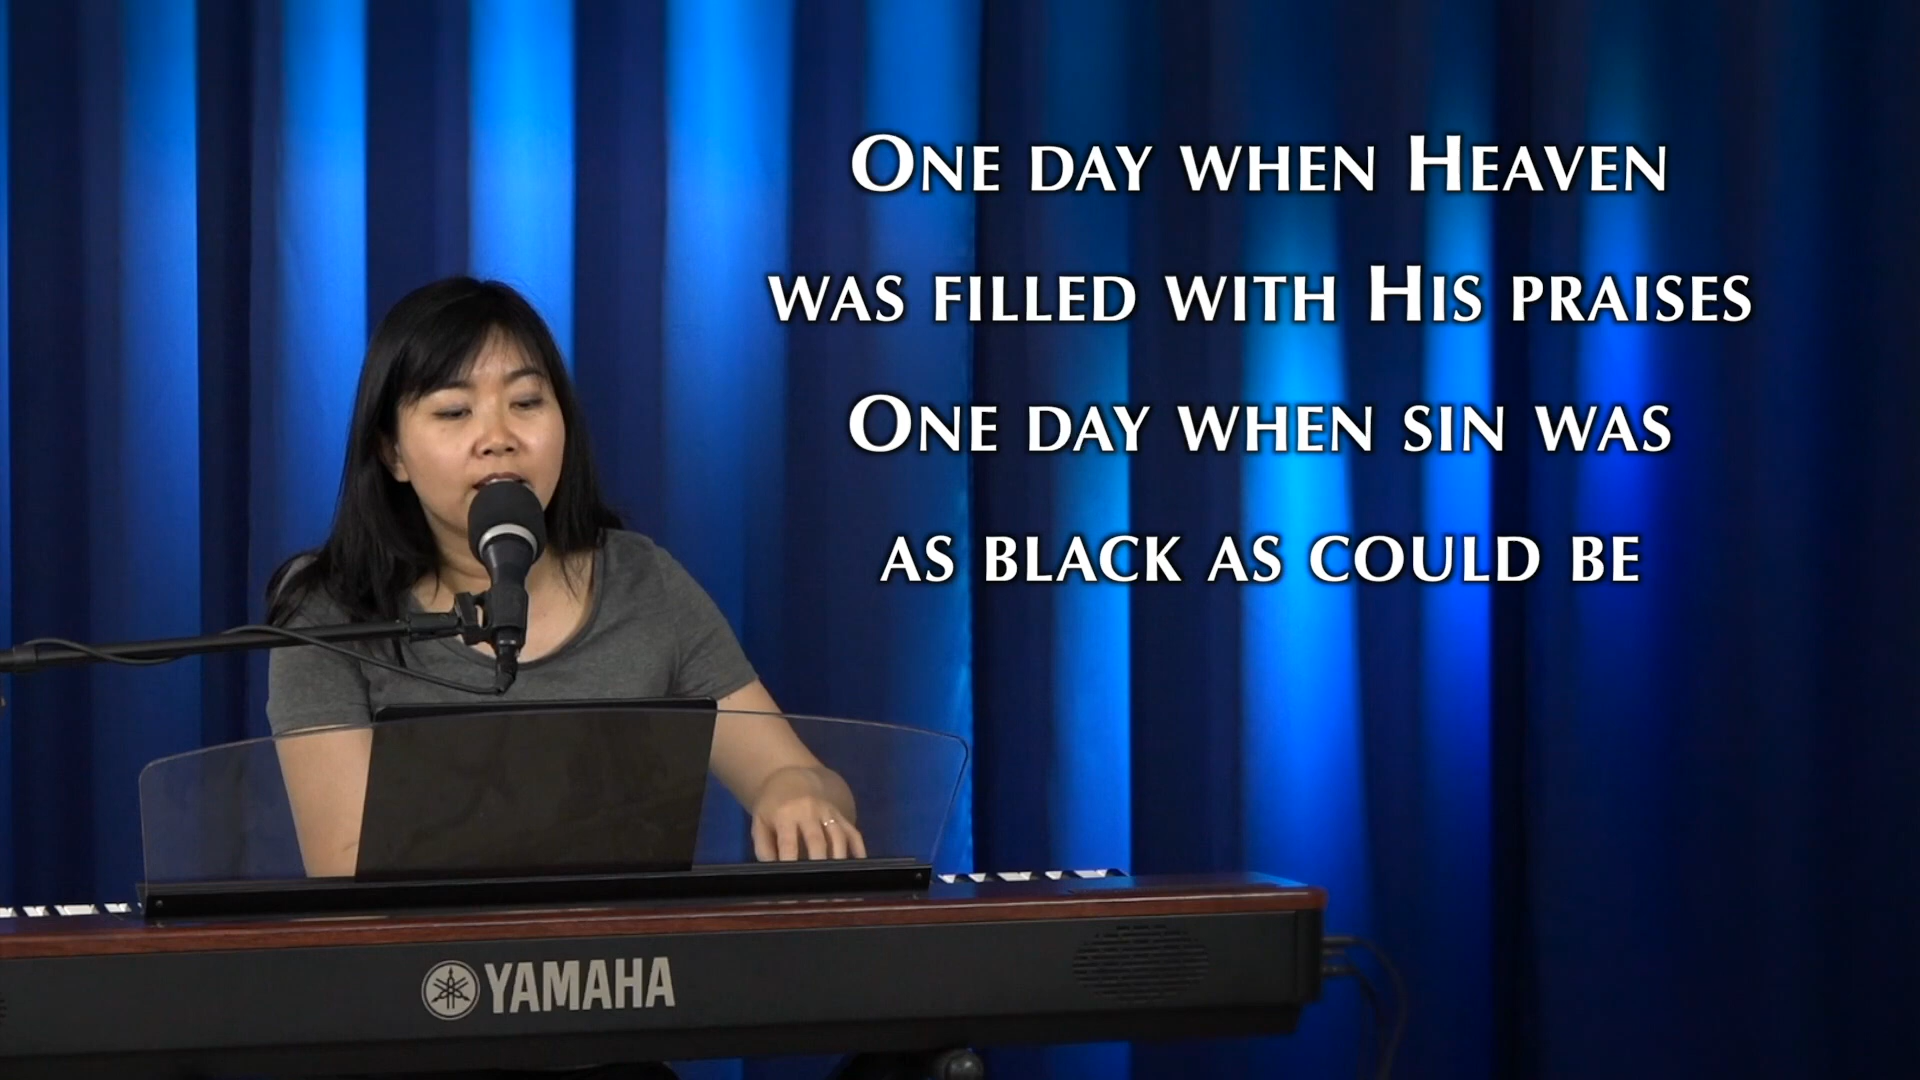 One day when Heaven
was filled with His praises
One day when sin was
as black as could be
YAMAHA